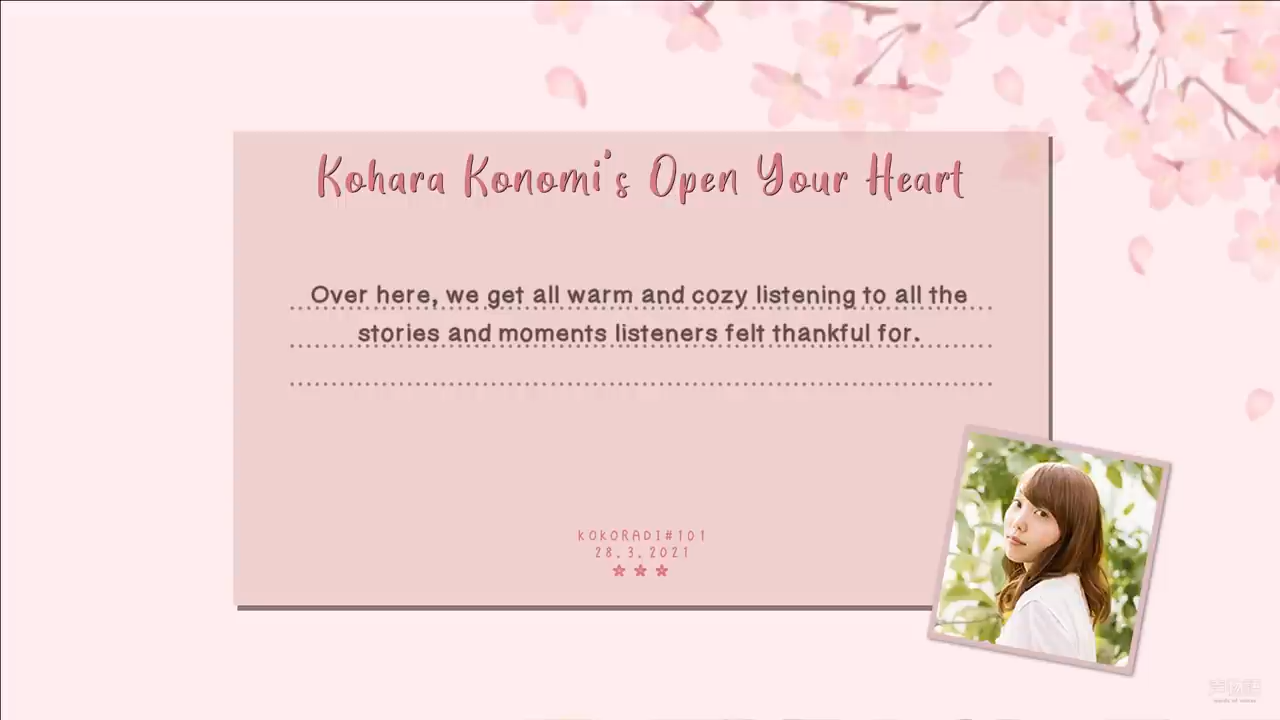 Kohara Konomi's Open Your Heart
Over here, we get all warm and cozy listening to all the
stories and moments listeners felt thankful for.
KOKORADI#101
28.3.2021